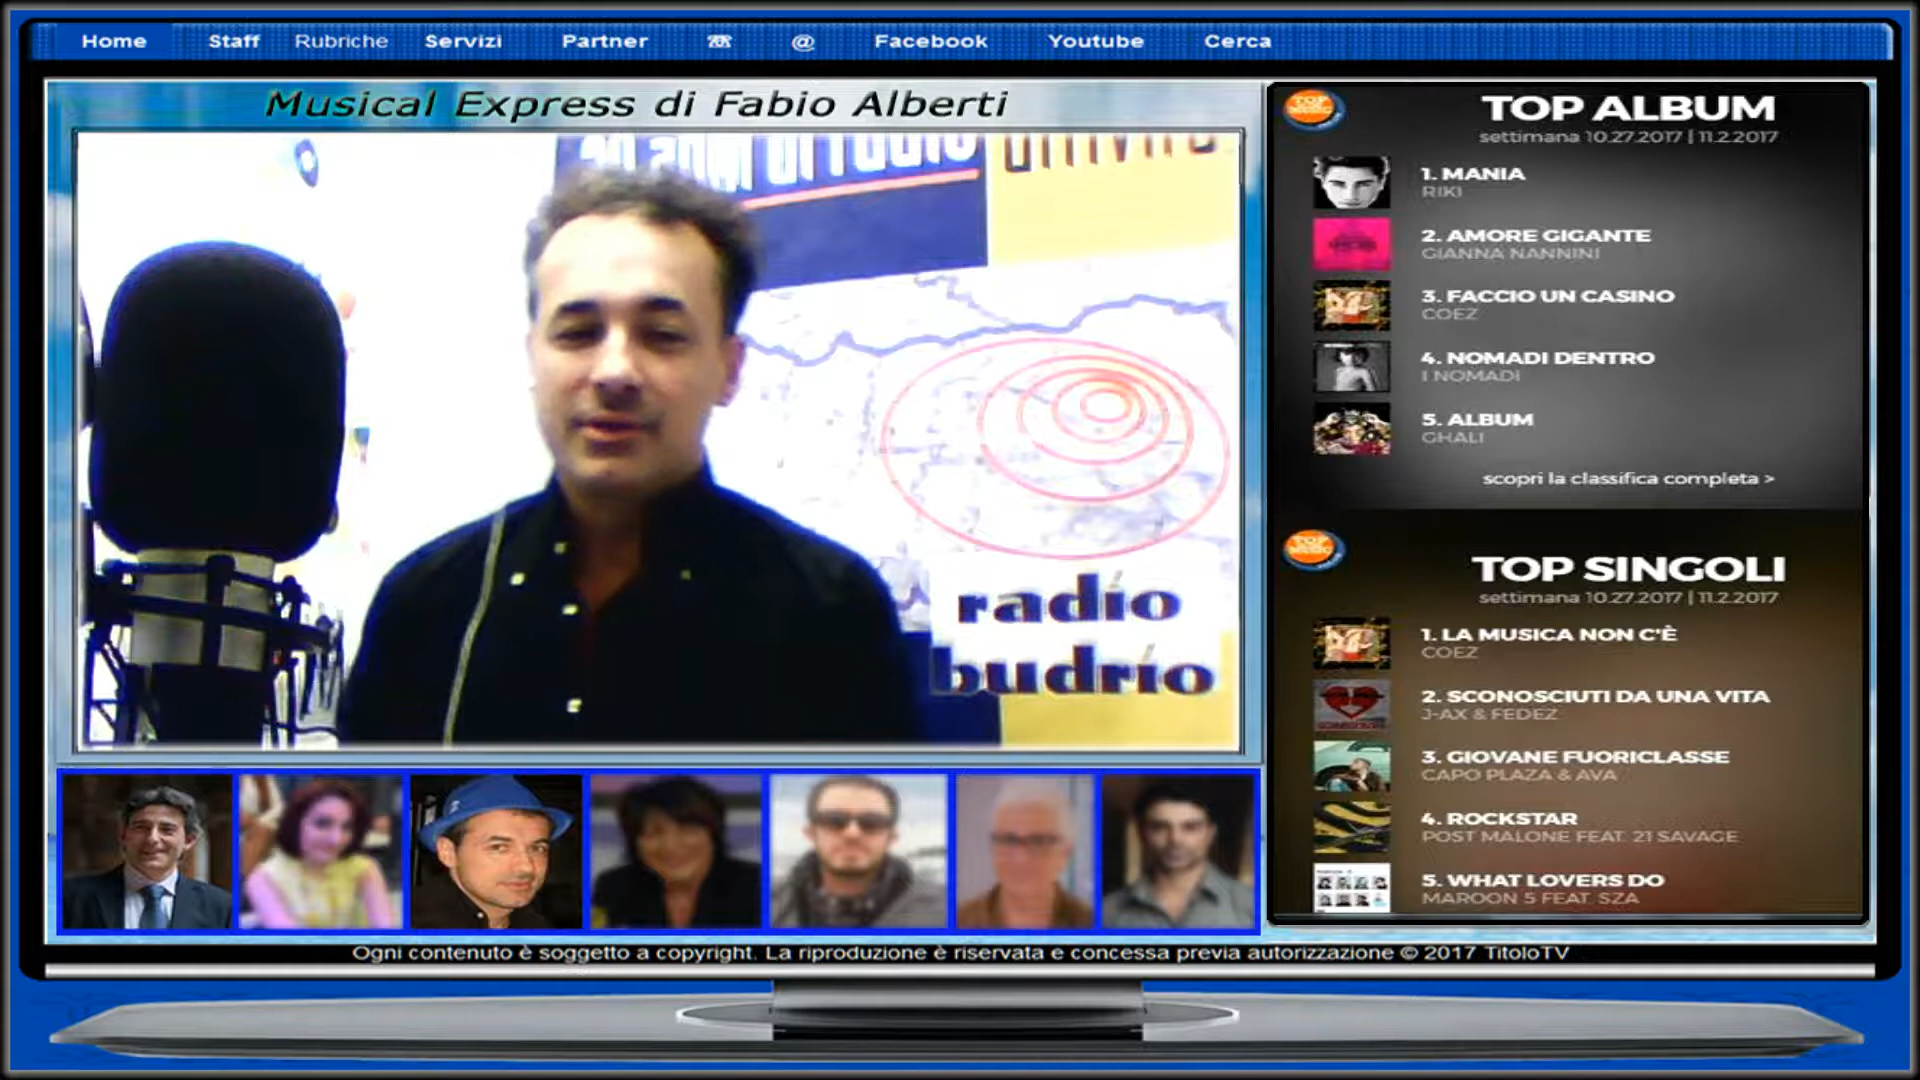 Home Staff Rubriche Servizi Partner ☎ @ Facebook Youtube Cerca
Musical Express di Fabio Alberti
radio
budrio
TOP ALBUM
settimana 10.27.2017 | 11.2.2017
1. MANIA
RIKI
2. AMORE GIGANTE
GIANNA NANNINI
3. FACCIO UN CASINO
COEZ
4. NOMADI DENTRO
I NOMADI
5. ALBUM
GHALI
scopri la classifica completa >
TOP SINGOLI
settimana 10.27.2017 | 11.2.2017
1. LA MUSICA NON C'È
COEZ
2. SCONOSCIUTI DA UNA VITA
J-AX & FEDEZ
3. GIOVANE FUORICLASSE
CAPO PLAZA & AVA
4. ROCKSTAR
POST MALONE FEAT. 21 SAVAGE
5. WHAT LOVERS DO
MAROON 5 FEAT. SZA
Ogni contenuto è soggetto a copyright. La riproduzione è riservata e concessa previa autorizzazione © 2017 TitoloTV